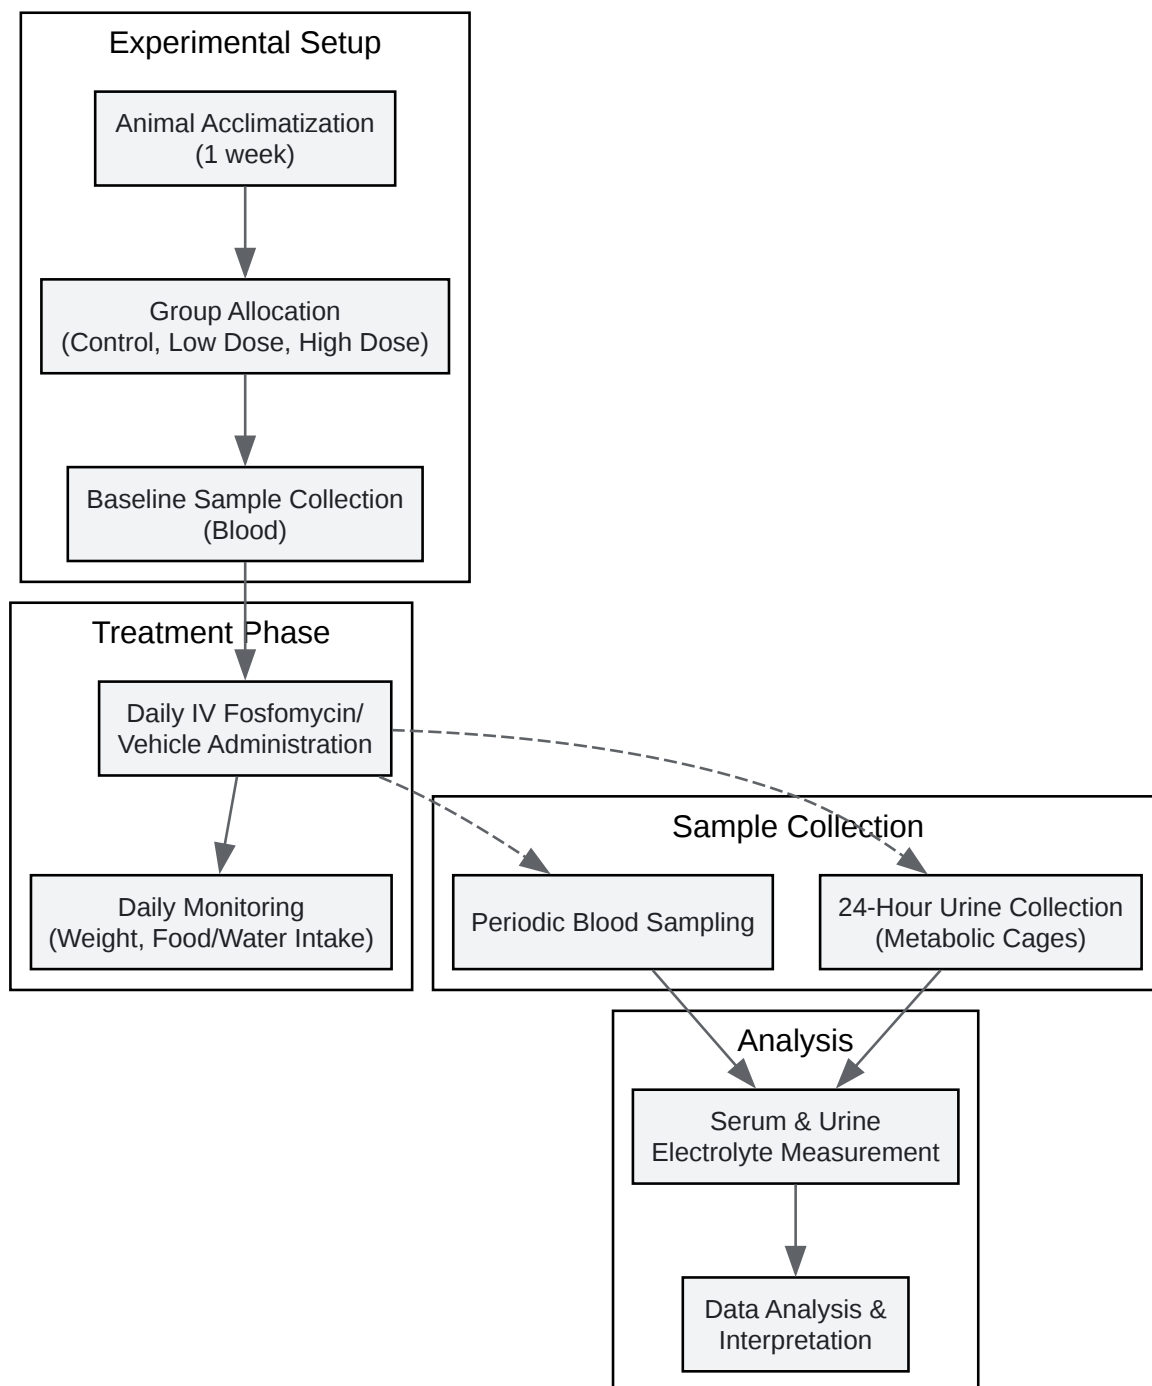 Experimental Setup
Animal Acclimatization
(1 week)
Group Allocation
(Control, Low Dose, High Dose)
Baseline Sample Collection
(Blood)
Treatment Phase
Daily IV Fosfomycin/
Vehicle Administration
Daily Monitoring
(Weight, Food/Water Intake)
Sample Collection
Periodic Blood Sampling
24-Hour Urine Collection
(Metabolic Cages)
Analysis
Serum & Urine
Electrolyte Measurement
Data Analysis &
Interpretation